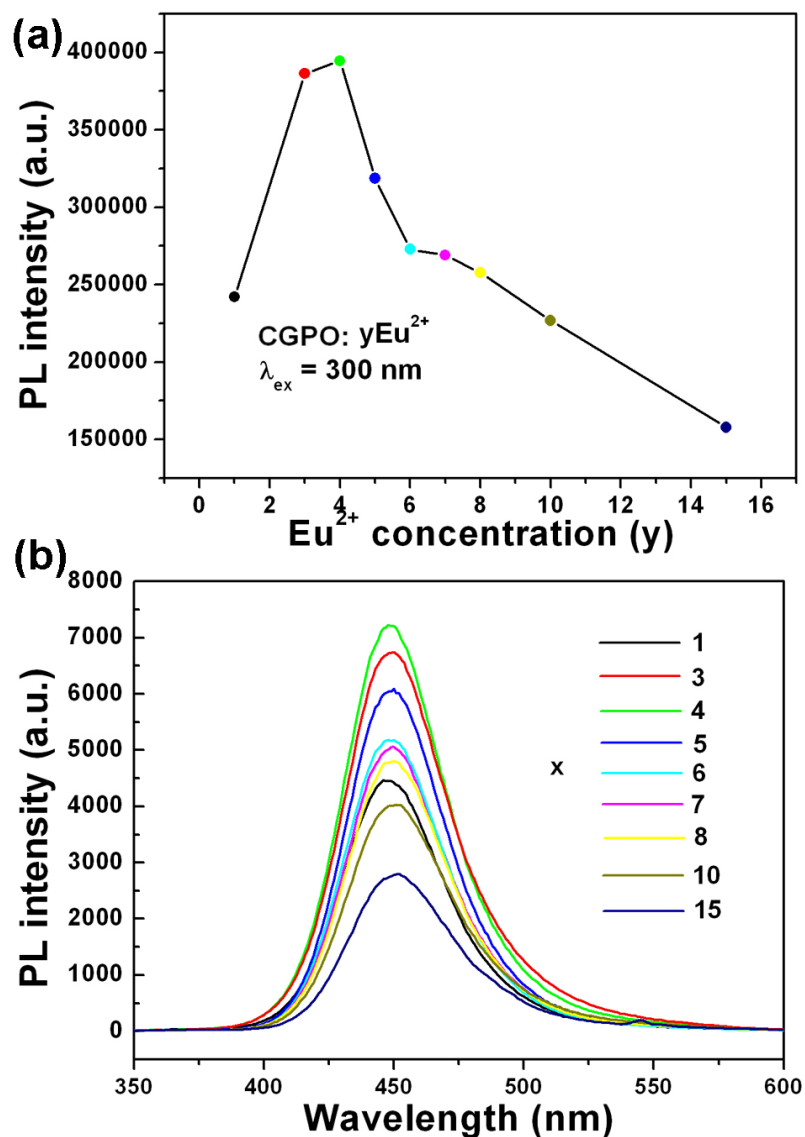 (a)
400000
350000
300000
250000
200000
150000
PL intensity (a.u.)
CGPO: yEu²⁺
λex = 300 nm
0 2 4 6 8 10 12 14 16
Eu²⁺ concentration (y)
(b)
8000
7000
6000
5000
4000
3000
2000
1000
0
PL intensity (a.u.)
x
1
3
4
5
6
7
8
10
15
350 400 450 500 550 600
Wavelength (nm)